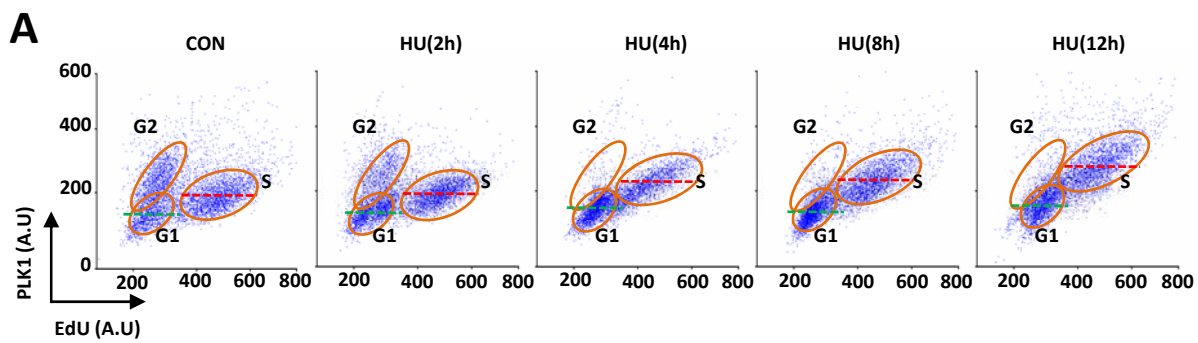 A
CON HU(2h) HU(4h) HU(8h) HU(12h)
600
400
200
0
G2 S G1
G2 S G1
G2 S G1
G2 S G1
G2 S G1
200 400 600 800 200 400 600 800 200 400 600 800 200 400 600 800 200 400 600 800
PLK1 (A.U)
EdU (A.U)